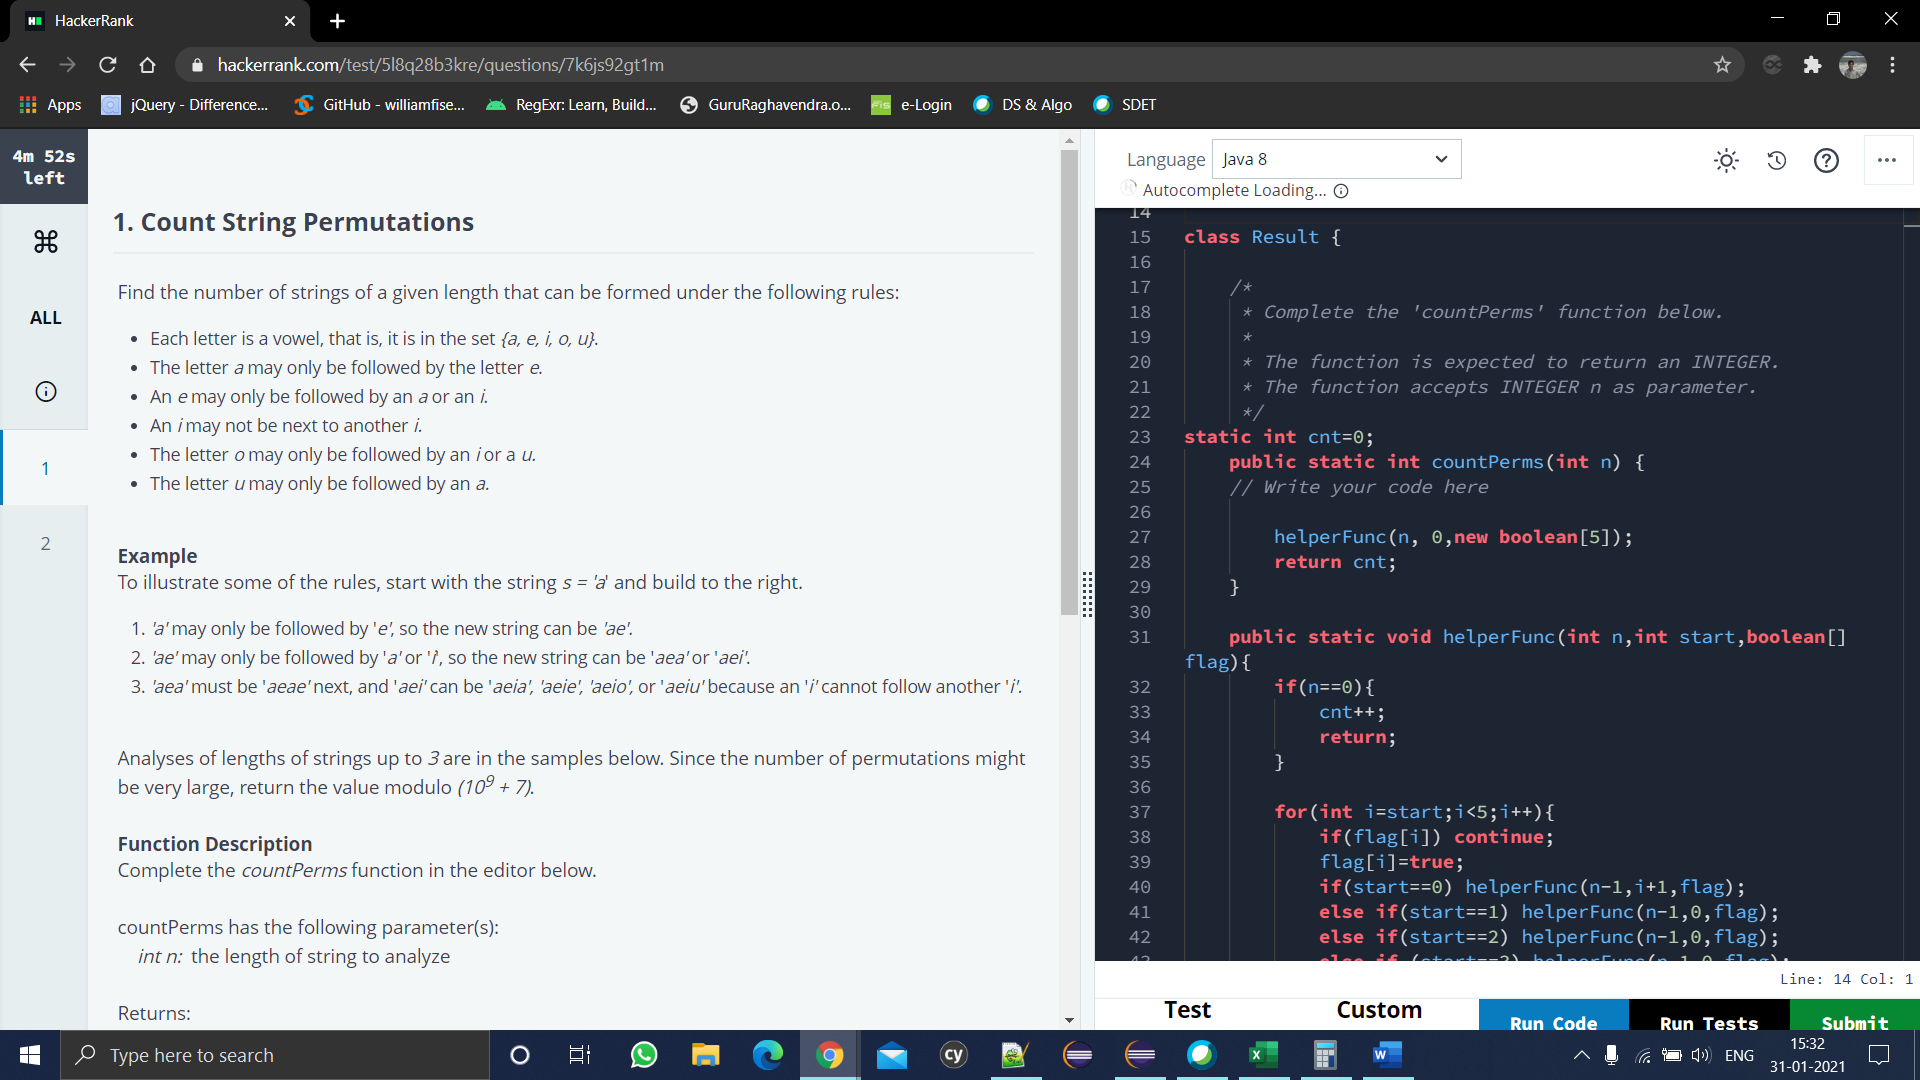 HackerRank
hackerrank.com/test/5l8q28b3kre/questions/7k6js92gt1m
Apps
jQuery - Difference...
GitHub - williamfise...
RegExr: Learn, Build...
GuruRaghavendra.o...
e-Login
DS & Algo
SDET
4m 52s
left
ALL
1
2
1. Count String Permutations
Find the number of strings of a given length that can be formed under the following rules:
• Each letter is a vowel, that is, it is in the set {a, e, i, o, u}.
• The letter a may only be followed by the letter e.
• An e may only be followed by an a or an i.
• An i may not be next to another i.
• The letter o may only be followed by an i or a u.
• The letter u may only be followed by an a.
Example
To illustrate some of the rules, start with the string s = 'a' and build to the right.
1. 'a' may only be followed by 'e', so the new string can be 'ae'.
2. 'ae' may only be followed by 'a' or 'i', so the new string can be 'aea' or 'aei'.
3. 'aea' must be 'aeae' next, and 'aei' can be 'aeia', 'aeie', 'aeio', or 'aeiu' because an 'i' cannot follow another 'i'.
Analyses of lengths of strings up to 3 are in the samples below. Since the number of permutations might
be very large, return the value modulo (10^9 + 7).
Function Description
Complete the countPerms function in the editor below.
countPerms has the following parameter(s):
int n: the length of string to analyze
Returns:
Language Java 8
Autocomplete Loading...
14
15 class Result {
16
17 /*
18 * Complete the 'countPerms' function below.
19 *
20 * The function is expected to return an INTEGER.
21 * The function accepts INTEGER n as parameter.
22 */
23 static int cnt=0;
24 public static int countPerms(int n) {
25 // Write your code here
26
27 helperFunc(n, 0,new boolean[5]);
28 return cnt;
29 }
30
31 public static void helperFunc(int n,int start,boolean[]
flag){
32 if(n==0){
33 cnt++;
34 return;
35 }
36
37 for(int i=start;i<5;i++){
38 if(flag[i]) continue;
39 flag[i]=true;
40 if(start==0) helperFunc(n-1,i+1,flag);
41 else if(start==1) helperFunc(n-1,0,flag);
42 else if(start==2) helperFunc(n-1,0,flag);
Line: 14 Col: 1
Test
Custom
Run Code
Run Tests
Submit
Type here to search
cy
ENG
15:32
31-01-2021